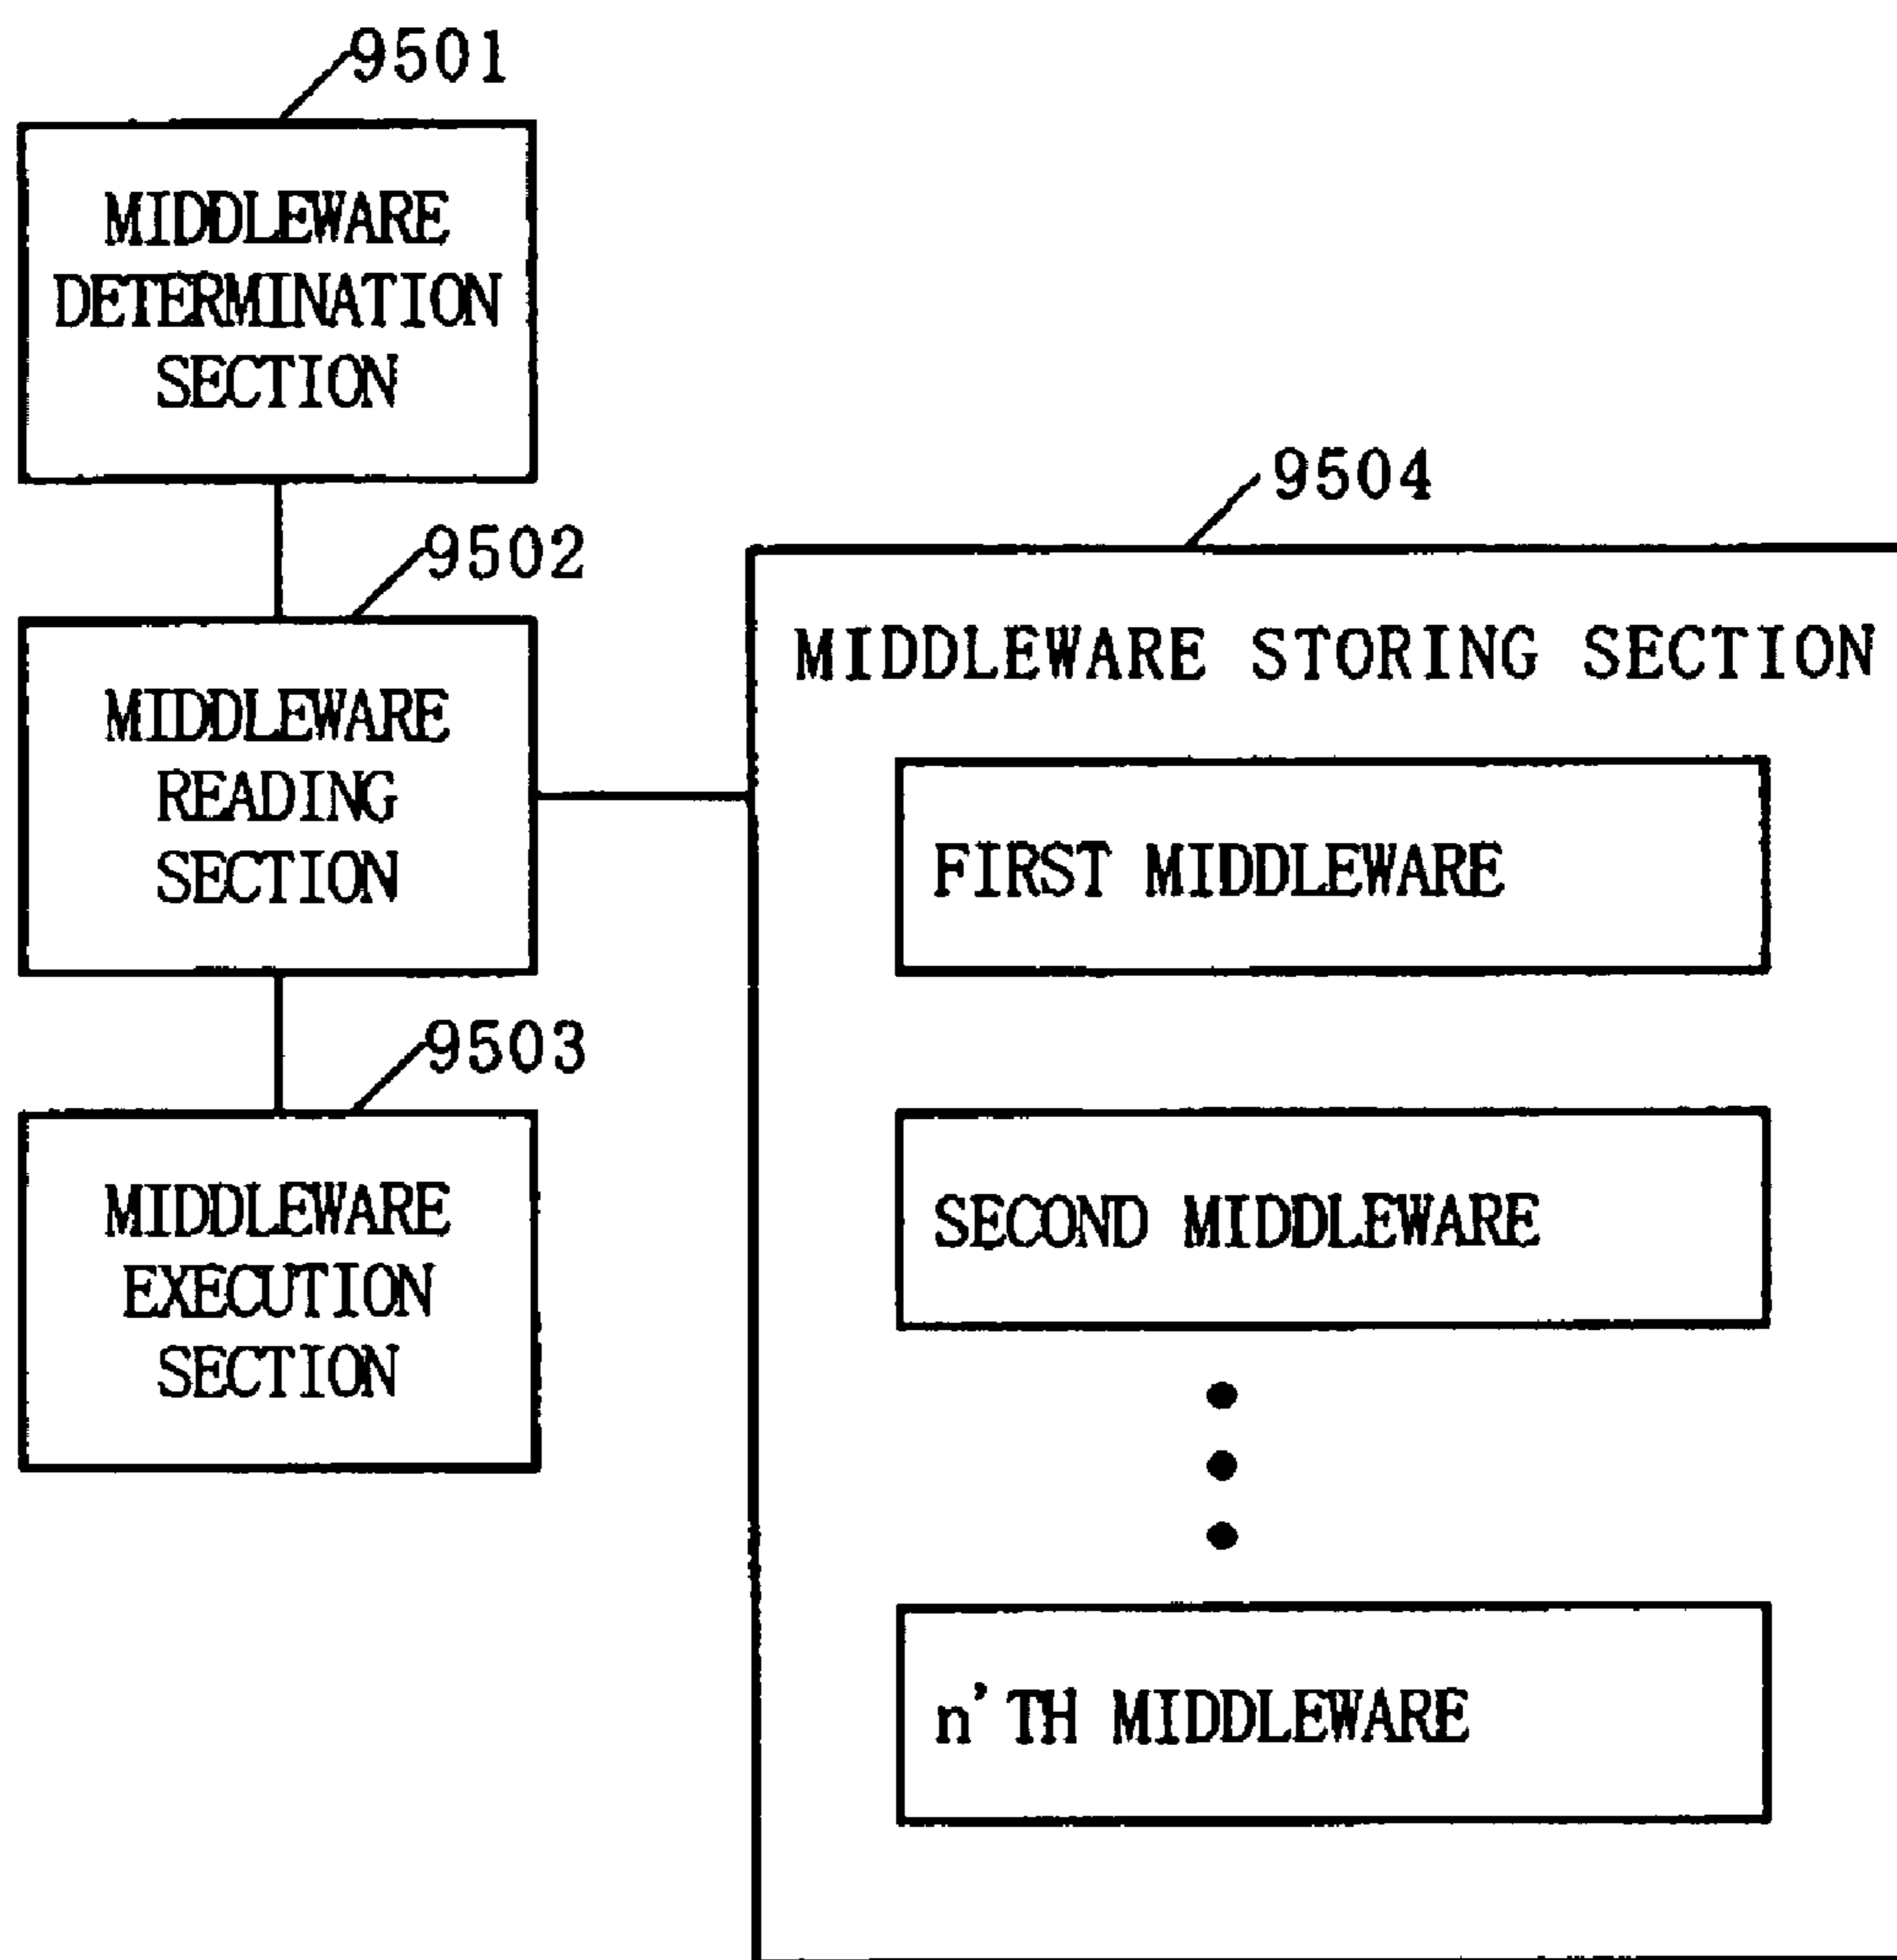 9501
MIDDLEWARE
DETERMINATION
SECTION
9502
MIDDLEWARE
READING
SECTION
9503
MIDDLEWARE
EXECUTION
SECTION
9504
MIDDLEWARE STORING SECTION
FIRST MIDDLEWARE
SECOND MIDDLEWARE
n'TH MIDDLEWARE